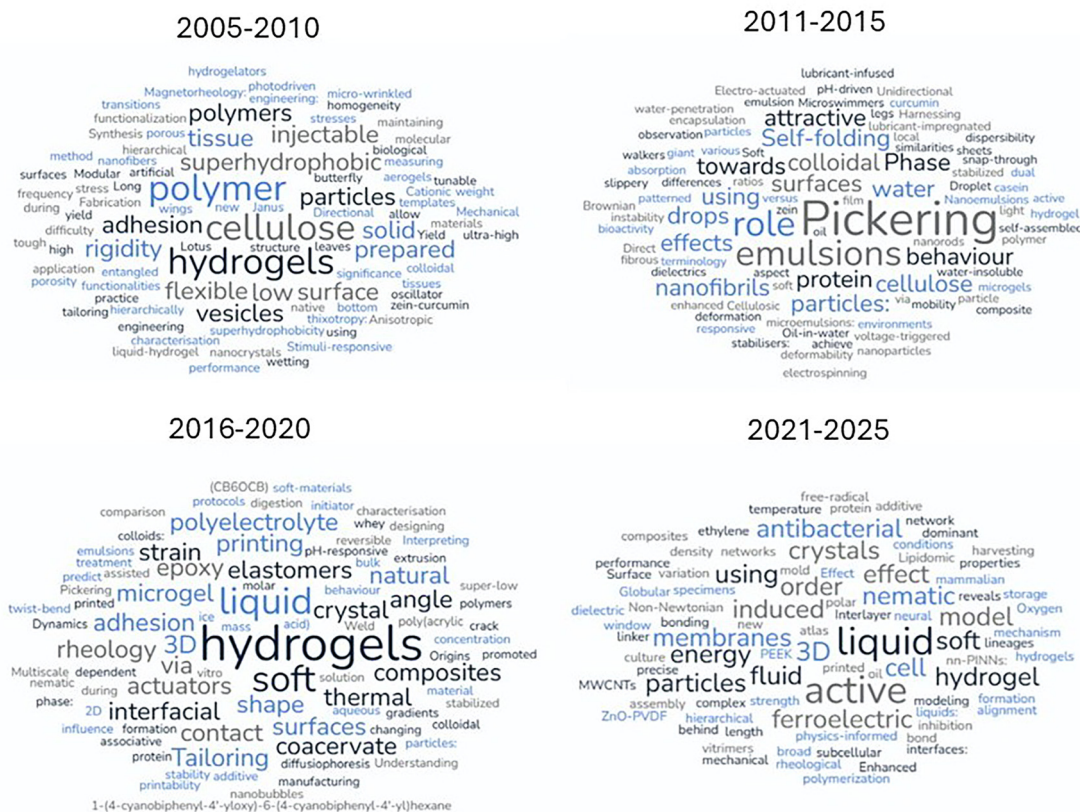 2005-2010
hydrogelators
photodriven
Magnetorheology: engineering: micro-wrinkled
transitions polymers homogeneity
functionalization stresses maintaining
Synthesis porous tissue injectable molecular
hierarchical biological
method nanofibers superhydrophobic measuring
surfaces Modular artificial butterfly aerogels tunable
frequency stress Long polymer particles Cationic weight
during Fabrication wings new Janus templates
yield Directional allow Mechanical
difficulty adhesion cellulose solid Yield materials ultra-high
tough high rigidity Lotus structure leaves prepared
application entangled hydrogels significance colloidal
porosity functionalities tissues
practice flexible low surface oscillator
tailoring hierarchically vesicles native bottom zein-curcumin
engineering thixotropy: Anisotropic
superhydrophobicity using
characterisation Stimuli-responsive
liquid-hydrogel nanocrystals
performance wetting
2011-2015
lubricant-infused
Electro-actuated pH-driven Unidirectional
emulsion Microswimmers curcumin
water-penetration attractive legs Harnessing
encapsulation lubricant-impregnated
observation particles Self-folding local dispersibility
walkers giant various Soft similarities sheets
absorption towards colloidal Phase snap-through
stabilized dual
slippery differences ratios surfaces water Droplet casein
patterned using versus film Nanoemulsions active
Brownian zein light hydrogel
instability drops role oil Pickering self-assembled
bioactivity nanorods polymer
Direct effects emulsions behaviour
fibrous terminology
dielectrics aspect water-insoluble
nanofibrils soft protein cellulose microgels
enhanced Cellulosic particles: via mobility particle
deformation composite
responsive microemulsions: environments
Oil-in-water voltage-triggered
stabilisers: achieve
deformability nanoparticles
electrospinning
2016-2020
(CB6OCB) soft-materials
protocols digestion initiator
comparison characterisation
polyelectrolyte whey designing
colloids: reversible Interpreting
emulsions strain printing pH-responsive
treatment bulk extrusion
predict assisted epoxy elastomers natural
Pickering molar behaviour super-low
printed microgel liquid crystal angle polymers
twist-bend ice acid) poly(acrylic
Dynamics adhesion mass Weld crack
3D hydrogels concentration
rheology Origins promoted
Multiscale dependent via vitro soft solution composites
nematic during actuators thermal material
phase: stabilized
2D interfacial shape aqueous gradients
influence formation contact surfaces changing colloidal
associative coacervate particles:
protein Tailoring diffusiophoresis Understanding
stability additive manufacturing
printability
nanobubbles
1-(4-cyanobiphenyl-4'-yloxy)-6-(4-cyanobiphenyl-4'-yl)hexane
2021-2025
free-radical
temperature protein additive
composites ethylene antibacterial network
dominant
density networks crystals conditions harvesting
performance Lipidomic properties
Surface variation using mold Effect effect mammalian
Globular specimens order nematic reveals storage
dielectric Non-Newtonian induced polar Interlayer neural model Oxygen
window bonding new
linker membranes atlas liquid soft mechanism
lineages
culture energy PEEK 3D nn-PINNs: hydrogels
precise printed oil cell
MWCNTs particles fluid hydrogel
assembly complex strength active modeling formation
ZnO-PVDF hierarchical ferroelectric liquids: alignment
behind length inhibition
physics-informed bond
vitrimers broad subcellular interfaces:
mechanical rheological Enhanced
polymerization